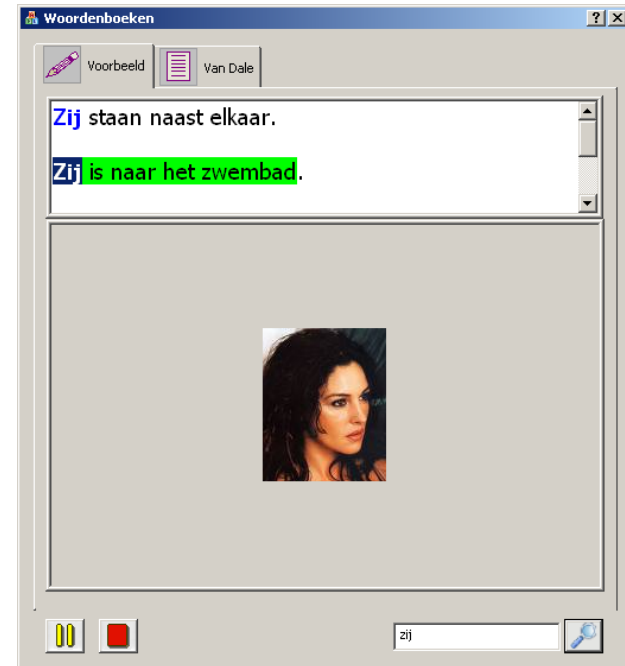 Woordenboeken
Voorbeeld
Van Dale
Zij staan naast elkaar.
Zij is naar het zwembad.
zij